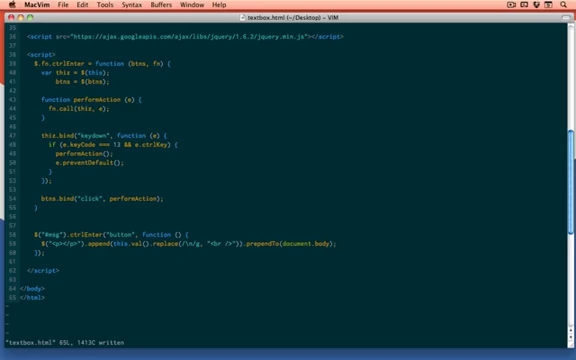 MacVim File Edit Tools Syntax Buffers Window Help
textbox.html (~/Desktop) - VIM
35
36 <script src="https://ajax.googleapis.com/ajax/libs/jquery/1.6.2/jquery.min.js"></script>
37
38 <script>
39 $.fn.ctrlEnter = function (btns, fn) {
40 var thiz = $(this);
41 btns = $(btns);
42
43 function performAction (e) {
44 fn.call(thiz, e);
45 }
46
47 thiz.bind("keydown", function (e) {
48 if (e.keyCode === 13 && e.ctrlKey) {
49 performAction();
50 e.preventDefault();
51 }
52 });
53
54 btns.bind("click", performAction);
55 }
56
57
58 $("#msg").ctrlEnter("button", function () {
59 $("<p></p>").append(this.val().replace(/\n/g, "<br />")).prependTo(document.body);
60 });
61
62 </script>
63
64 </body>
65 </html>
~
~
~
~
"textbox.html" 65L, 1413C written